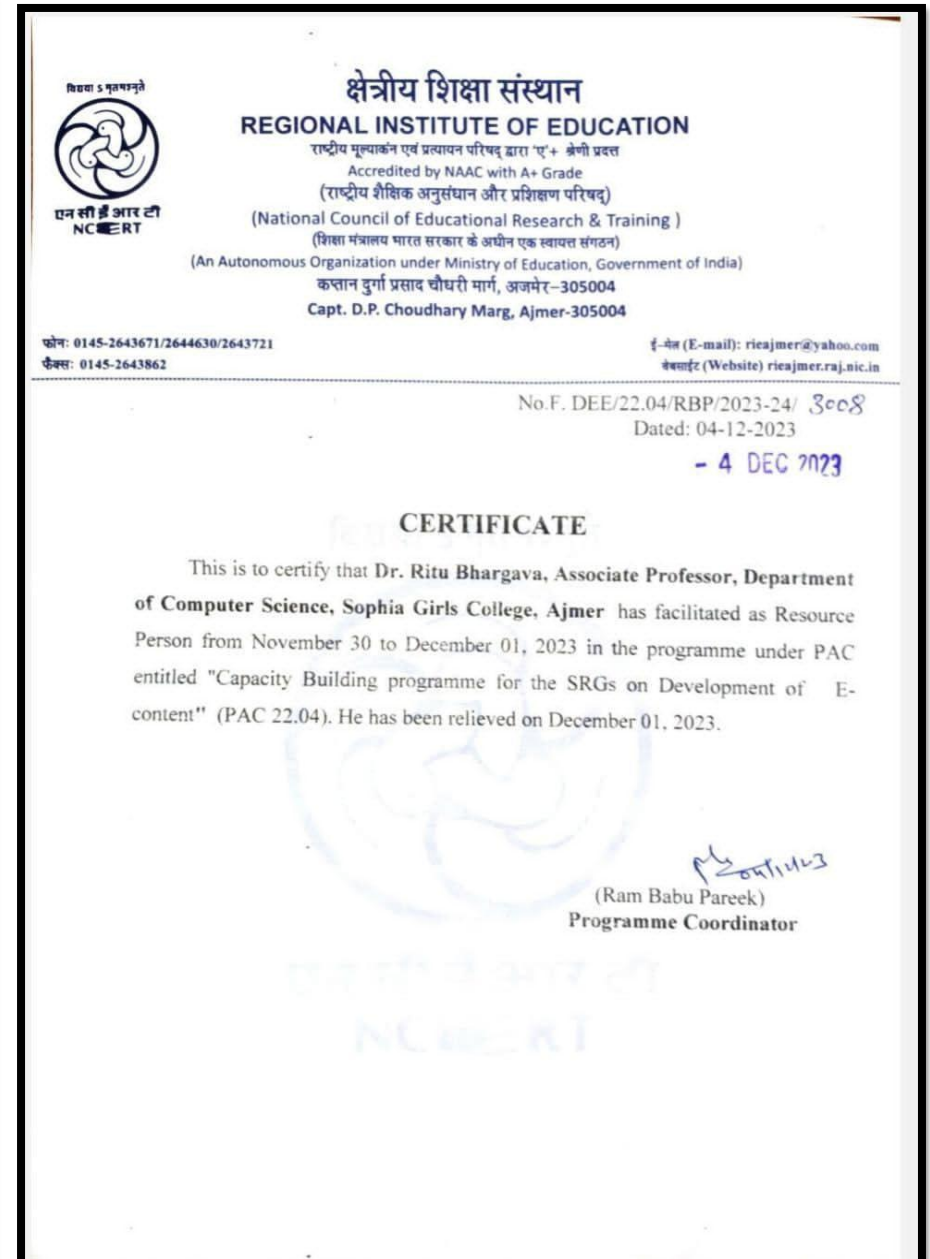 विद्यया ऽ मृतमश्नुते
एन सी ई आर टी
NCERT
क्षेत्रीय शिक्षा संस्थान
REGIONAL INSTITUTE OF EDUCATION
राष्ट्रीय मूल्याकंन एवं प्रत्यायन परिषद् द्वारा 'ए'+ श्रेणी प्रदत्त
Accredited by NAAC with A+ Grade
(राष्ट्रीय शैक्षिक अनुसंधान और प्रशिक्षण परिषद्)
(National Council of Educational Research & Training )
(शिक्षा मंत्रालय भारत सरकार के अधीन एक स्वायत्त संगठन)
(An Autonomous Organization under Ministry of Education, Government of India)
कप्तान दुर्गा प्रसाद चौधरी मार्ग, अजमेर–305004
Capt. D.P. Choudhary Marg, Ajmer-305004
फोन: 0145-2643671/2644630/2643721
फैक्स: 0145-2643862
ई-मेल (E-mail): rieajmer@yahoo.com
वेबसाईट (Website) rieajmer.raj.nic.in
No.F. DEE/22.04/RBP/2023-24/ 3008
Dated: 04-12-2023
- 4 DEC 2023
CERTIFICATE
This is to certify that Dr. Ritu Bhargava, Associate Professor, Department
of Computer Science, Sophia Girls College, Ajmer has facilitated as Resource
Person from November 30 to December 01, 2023 in the programme under PAC
entitled "Capacity Building programme for the SRGs on Development of E-
content" (PAC 22.04). He has been relieved on December 01, 2023.
(Ram Babu Pareek)
Programme Coordinator
एन सी ई आर टी
NCERT